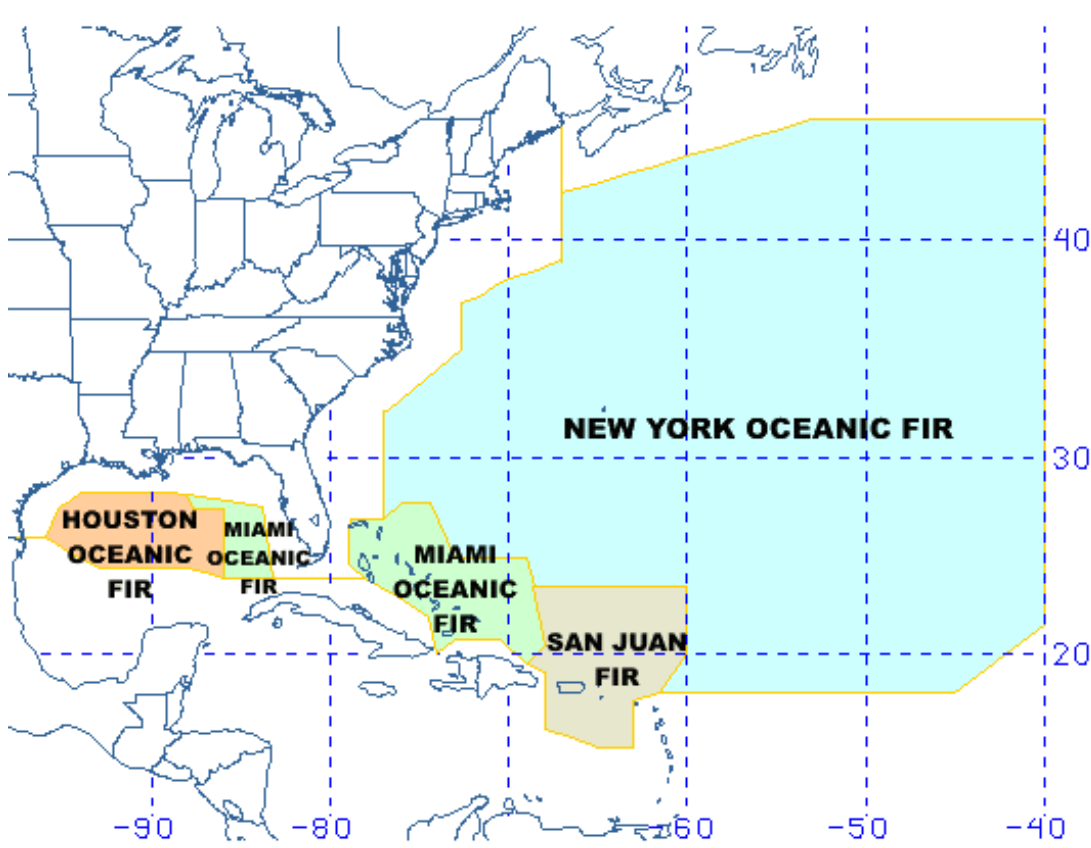 40
NEW YORK OCEANIC FIR
30
HOUSTON
OCEANIC
FIR
MIAMI
OCEANIC
FIR
MIAMI
OCEANIC
FIR
SAN JUAN
FIR
20
-90
-80
-60
-50
-40